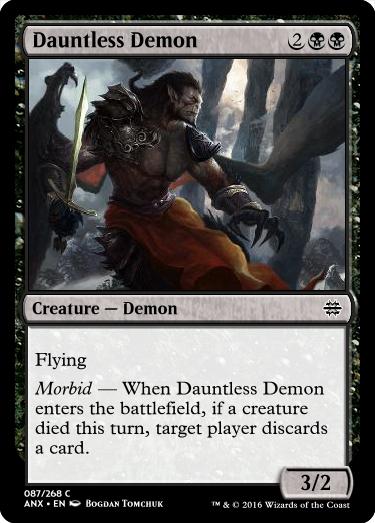 Dauntless Demon 2
Creature — Demon
Flying
Morbid — When Dauntless Demon
enters the battlefield, if a creature
died this turn, target player discards
a card.
3/2
087/268 C
ANX • EN Bogdan Tomchuk ™ & © 2016 Wizards of the Coast